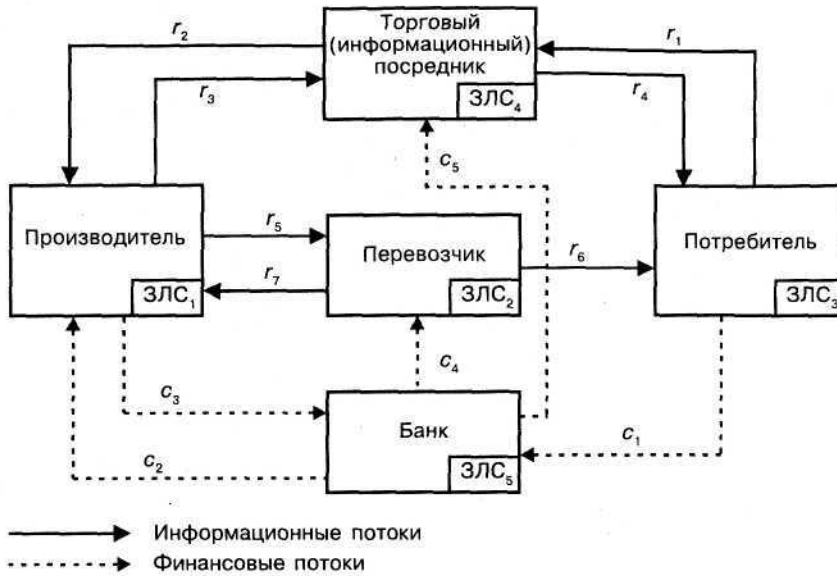 Торговый
(информационный)
посредник
ЗЛС₄
r₂
r₁
r₃
r₄
c₅
Производитель
ЗЛС₁
r₅
r₇
Перевозчик
ЗЛС₂
r₆
Потребитель
ЗЛС₃
c₃
c₄
c₂
c₁
Банк
ЗЛС₅
Информационные потоки
Финансовые потоки